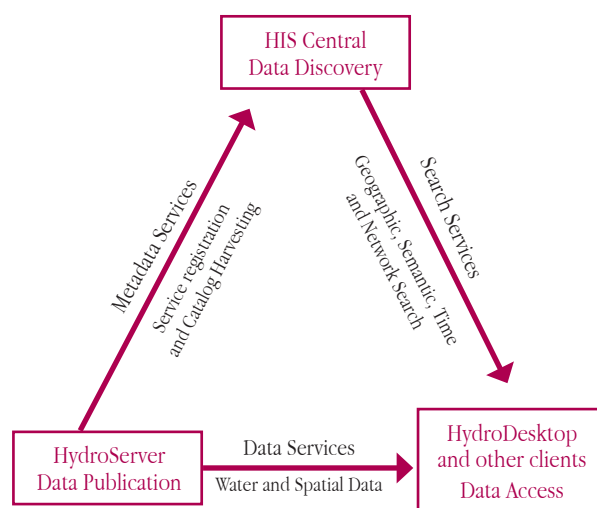 HIS Central
Data Discovery
Metadata Services
Service registration
and Catalog Harvesting
Search Services
Geographic, Semantic, Time
and Network Search
HydroServer
Data Publication
Data Services
Water and Spatial Data
HydroDesktop
and other clients
Data Access